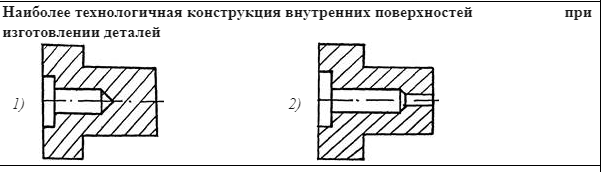 Наиболее технологичная конструкция внутренних поверхностей при
изготовлении деталей
1) 2)